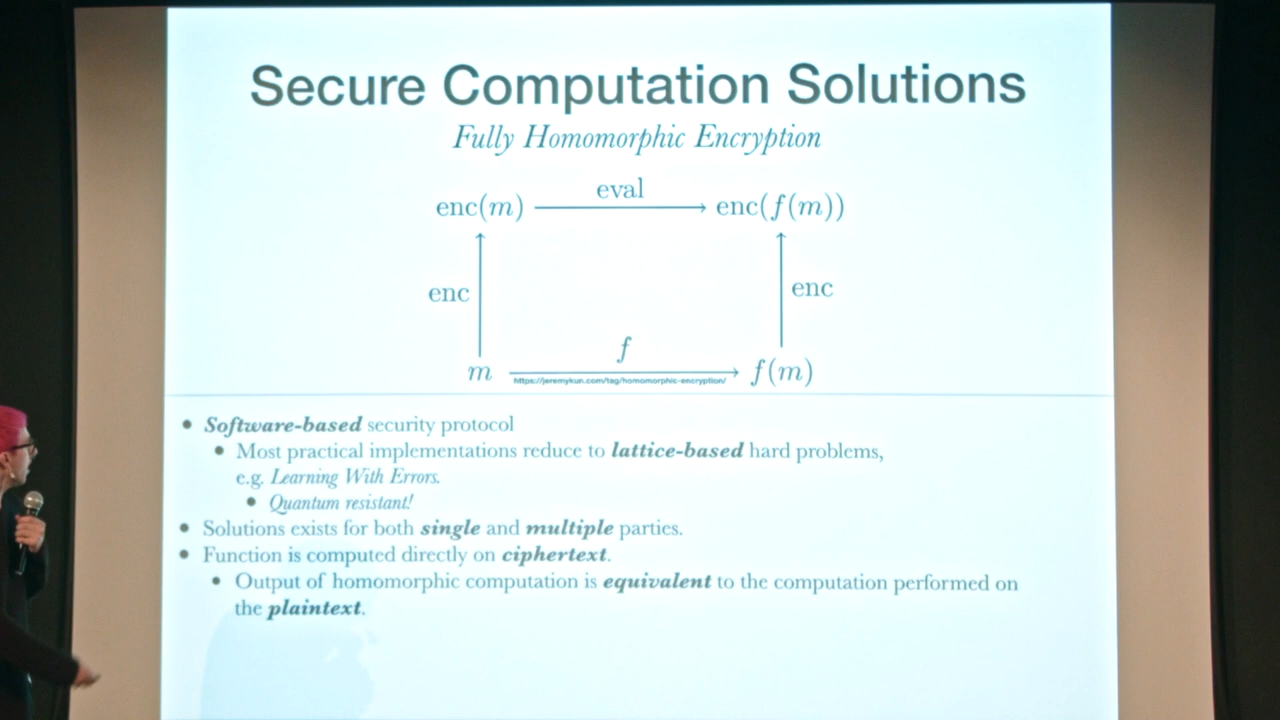 Secure Computation Solutions
Fully Homomorphic Encryption
eval
enc(m) enc(f(m))
enc enc
f
m f(m)
https://jeremykun.com/tag/homomorphic-encryption/
• Software-based security protocol
• Most practical implementations reduce to lattice-based hard problems,
e.g. Learning With Errors.
• Quantum resistant!
• Solutions exists for both single and multiple parties.
• Function is computed directly on ciphertext.
• Output of homomorphic computation is equivalent to the computation performed on
the plaintext.